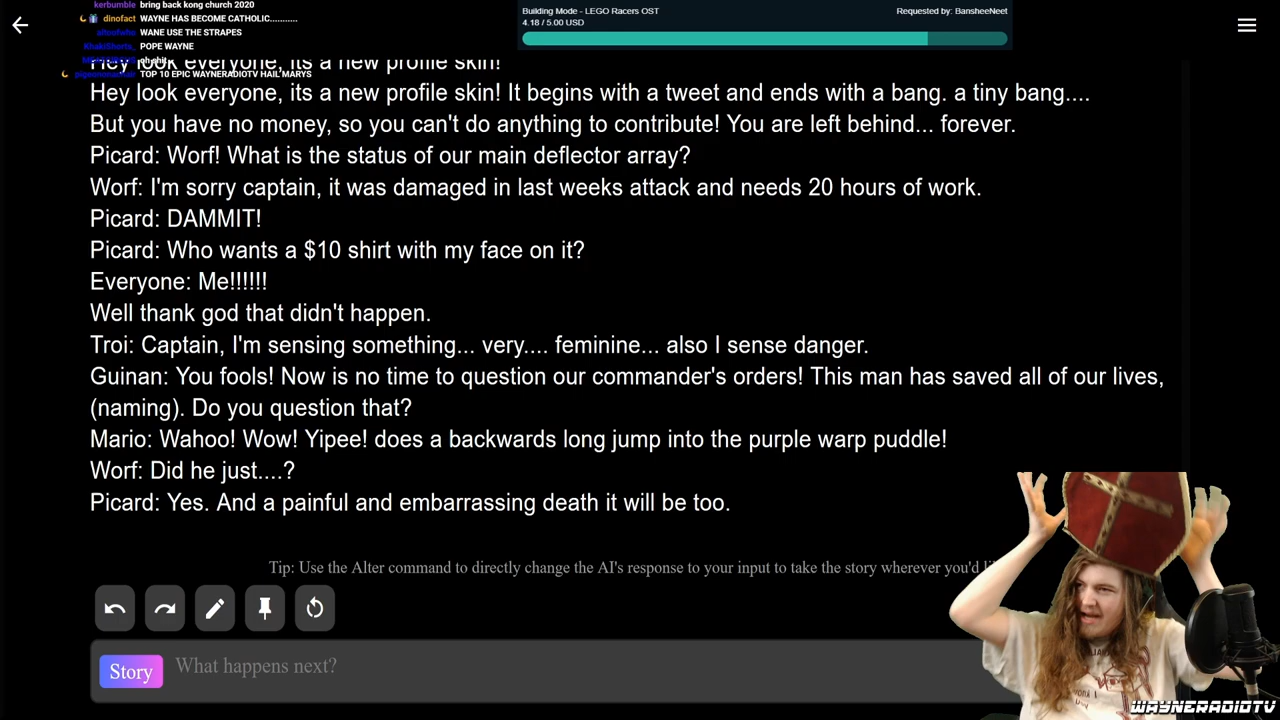 kerbumble bring back kong church 2020
dinofact WAYNE HAS BECOME CATHOLIC...........
WANE USE THE STRAPES
KhakiShorts_ POPE WAYNE
oh shit
TOP 10 EPIC WAYNERADIOTV HAIL MARYS
Building Mode - LEGO Racers OST
Requested by: BansheeNeet
4.18 / 5.00 USD
Hey look everyone, its a new profile skin!
Hey look everyone, its a new profile skin! It begins with a tweet and ends with a bang. a tiny bang....
But you have no money, so you can't do anything to contribute! You are left behind... forever.
Picard: Worf! What is the status of our main deflector array?
Worf: I'm sorry captain, it was damaged in last weeks attack and needs 20 hours of work.
Picard: DAMMIT!
Picard: Who wants a $10 shirt with my face on it?
Everyone: Me!!!!!!
Well thank god that didn't happen.
Troi: Captain, I'm sensing something... very.... feminine... also I sense danger.
Guinan: You fools! Now is no time to question our commander's orders! This man has saved all of our lives,
(naming). Do you question that?
Mario: Wahoo! Wow! Yipee! does a backwards long jump into the purple warp puddle!
Worf: Did he just....?
Picard: Yes. And a painful and embarrassing death it will be too.
Tip: Use the Alter command to directly change the AI's response to your input to take the story wherever you'd
Story What happens next?
WAYNERADIOTV